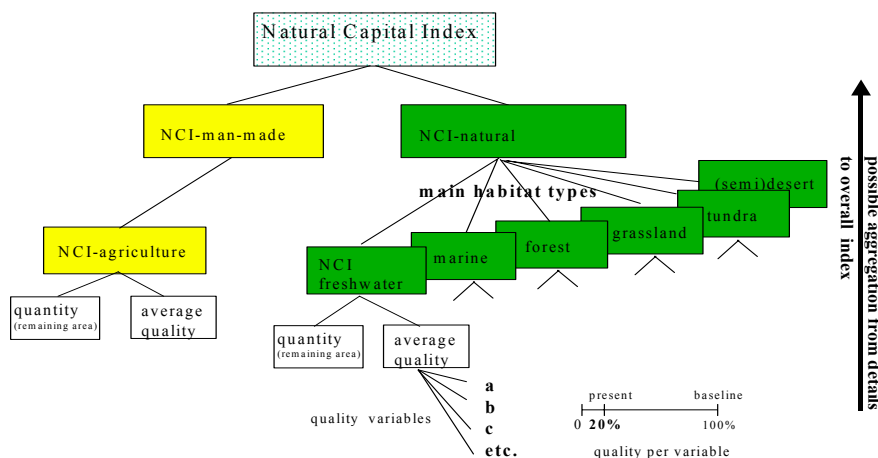 Natural Capital Index
NCI-man-made
NCI-natural
main habitat types
(semi)desert
tundra
grassland
forest
marine
NCI
freshwater
NCI-agriculture
quantity
(remaining area)
average
quality
quantity
(remaining area)
average
quality
quality variables
a
b
c
etc.
present
baseline
0 20% 100%
quality per variable
possible aggregation from details
to overall index